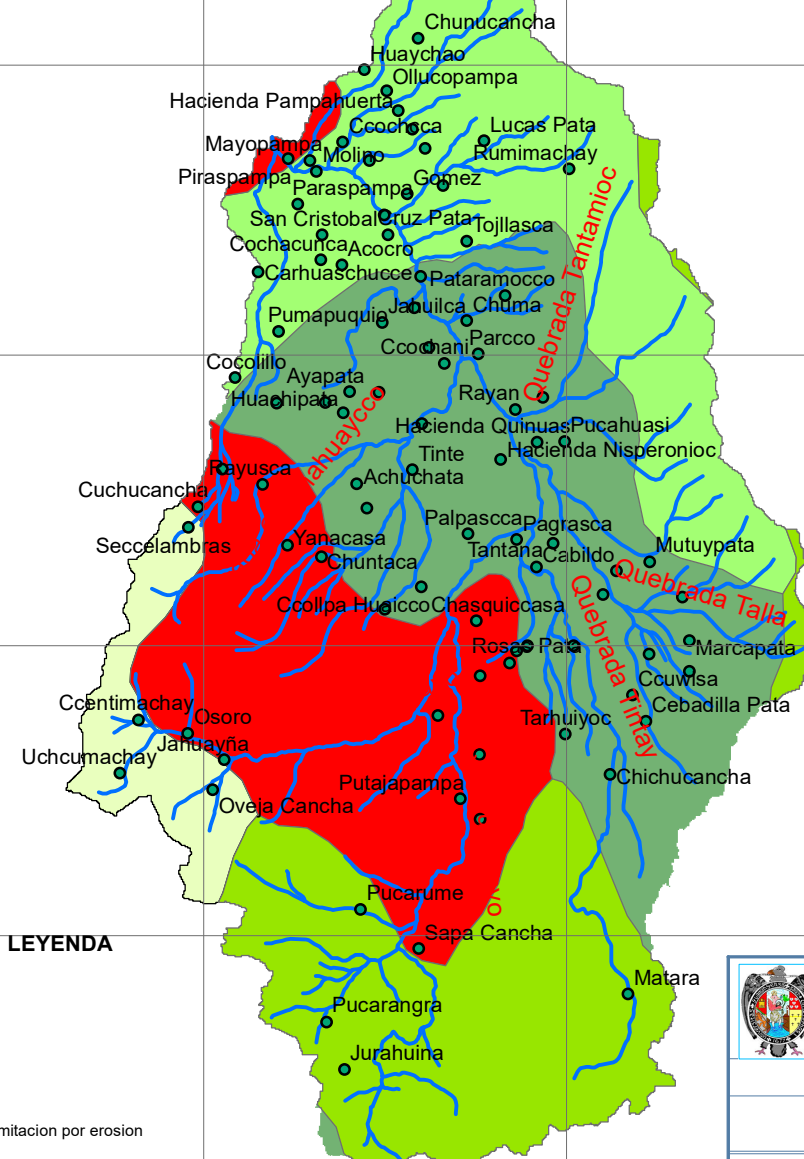 Chunucancha
Huaychao
Ollucopampa
Hacienda Pampahuerta
Ccochoca
Lucas Pata
Mayopampa
Molino
Rumimachay
Piraspampa
Gomez
Paraspampa
San Cristobal
Cruz Pata
Tojllasca
Quebrada Tantamioc
Cochacunca
Acocro
Carhuaschucce
Pataramocco
Jahuilca
Chuma
Pumapuquio
Ccochani
Parcco
Cocolillo
Ayapata
Rayan
Huachipata
Hacienda Quinuas
Pucahuasi
Hacienda Nisperonioc
Tinte
Rayusca
Achuchata
Cuchucancha
Palpascca
Pagrasca
Seccelambras
Yanacasa
Tantana
Cabildo
Mutuypata
Chuntaca
Quebrada Talla
Ccollpa Huaicco
Chasquiccasa
Quebrada Tintay
Rosas Pata
Marcapata
Ccuwisa
Ccentimachay
Osoro
Tarhuiyoc
Cebadilla Pata
Jahuayña
Uchcumachay
Putajapampa
Chichucancha
Oveja Cancha
Pucarume
LEYENDA
Sapa Cancha
Matara
Pucarangra
Jurahuina
mitacion por erosion